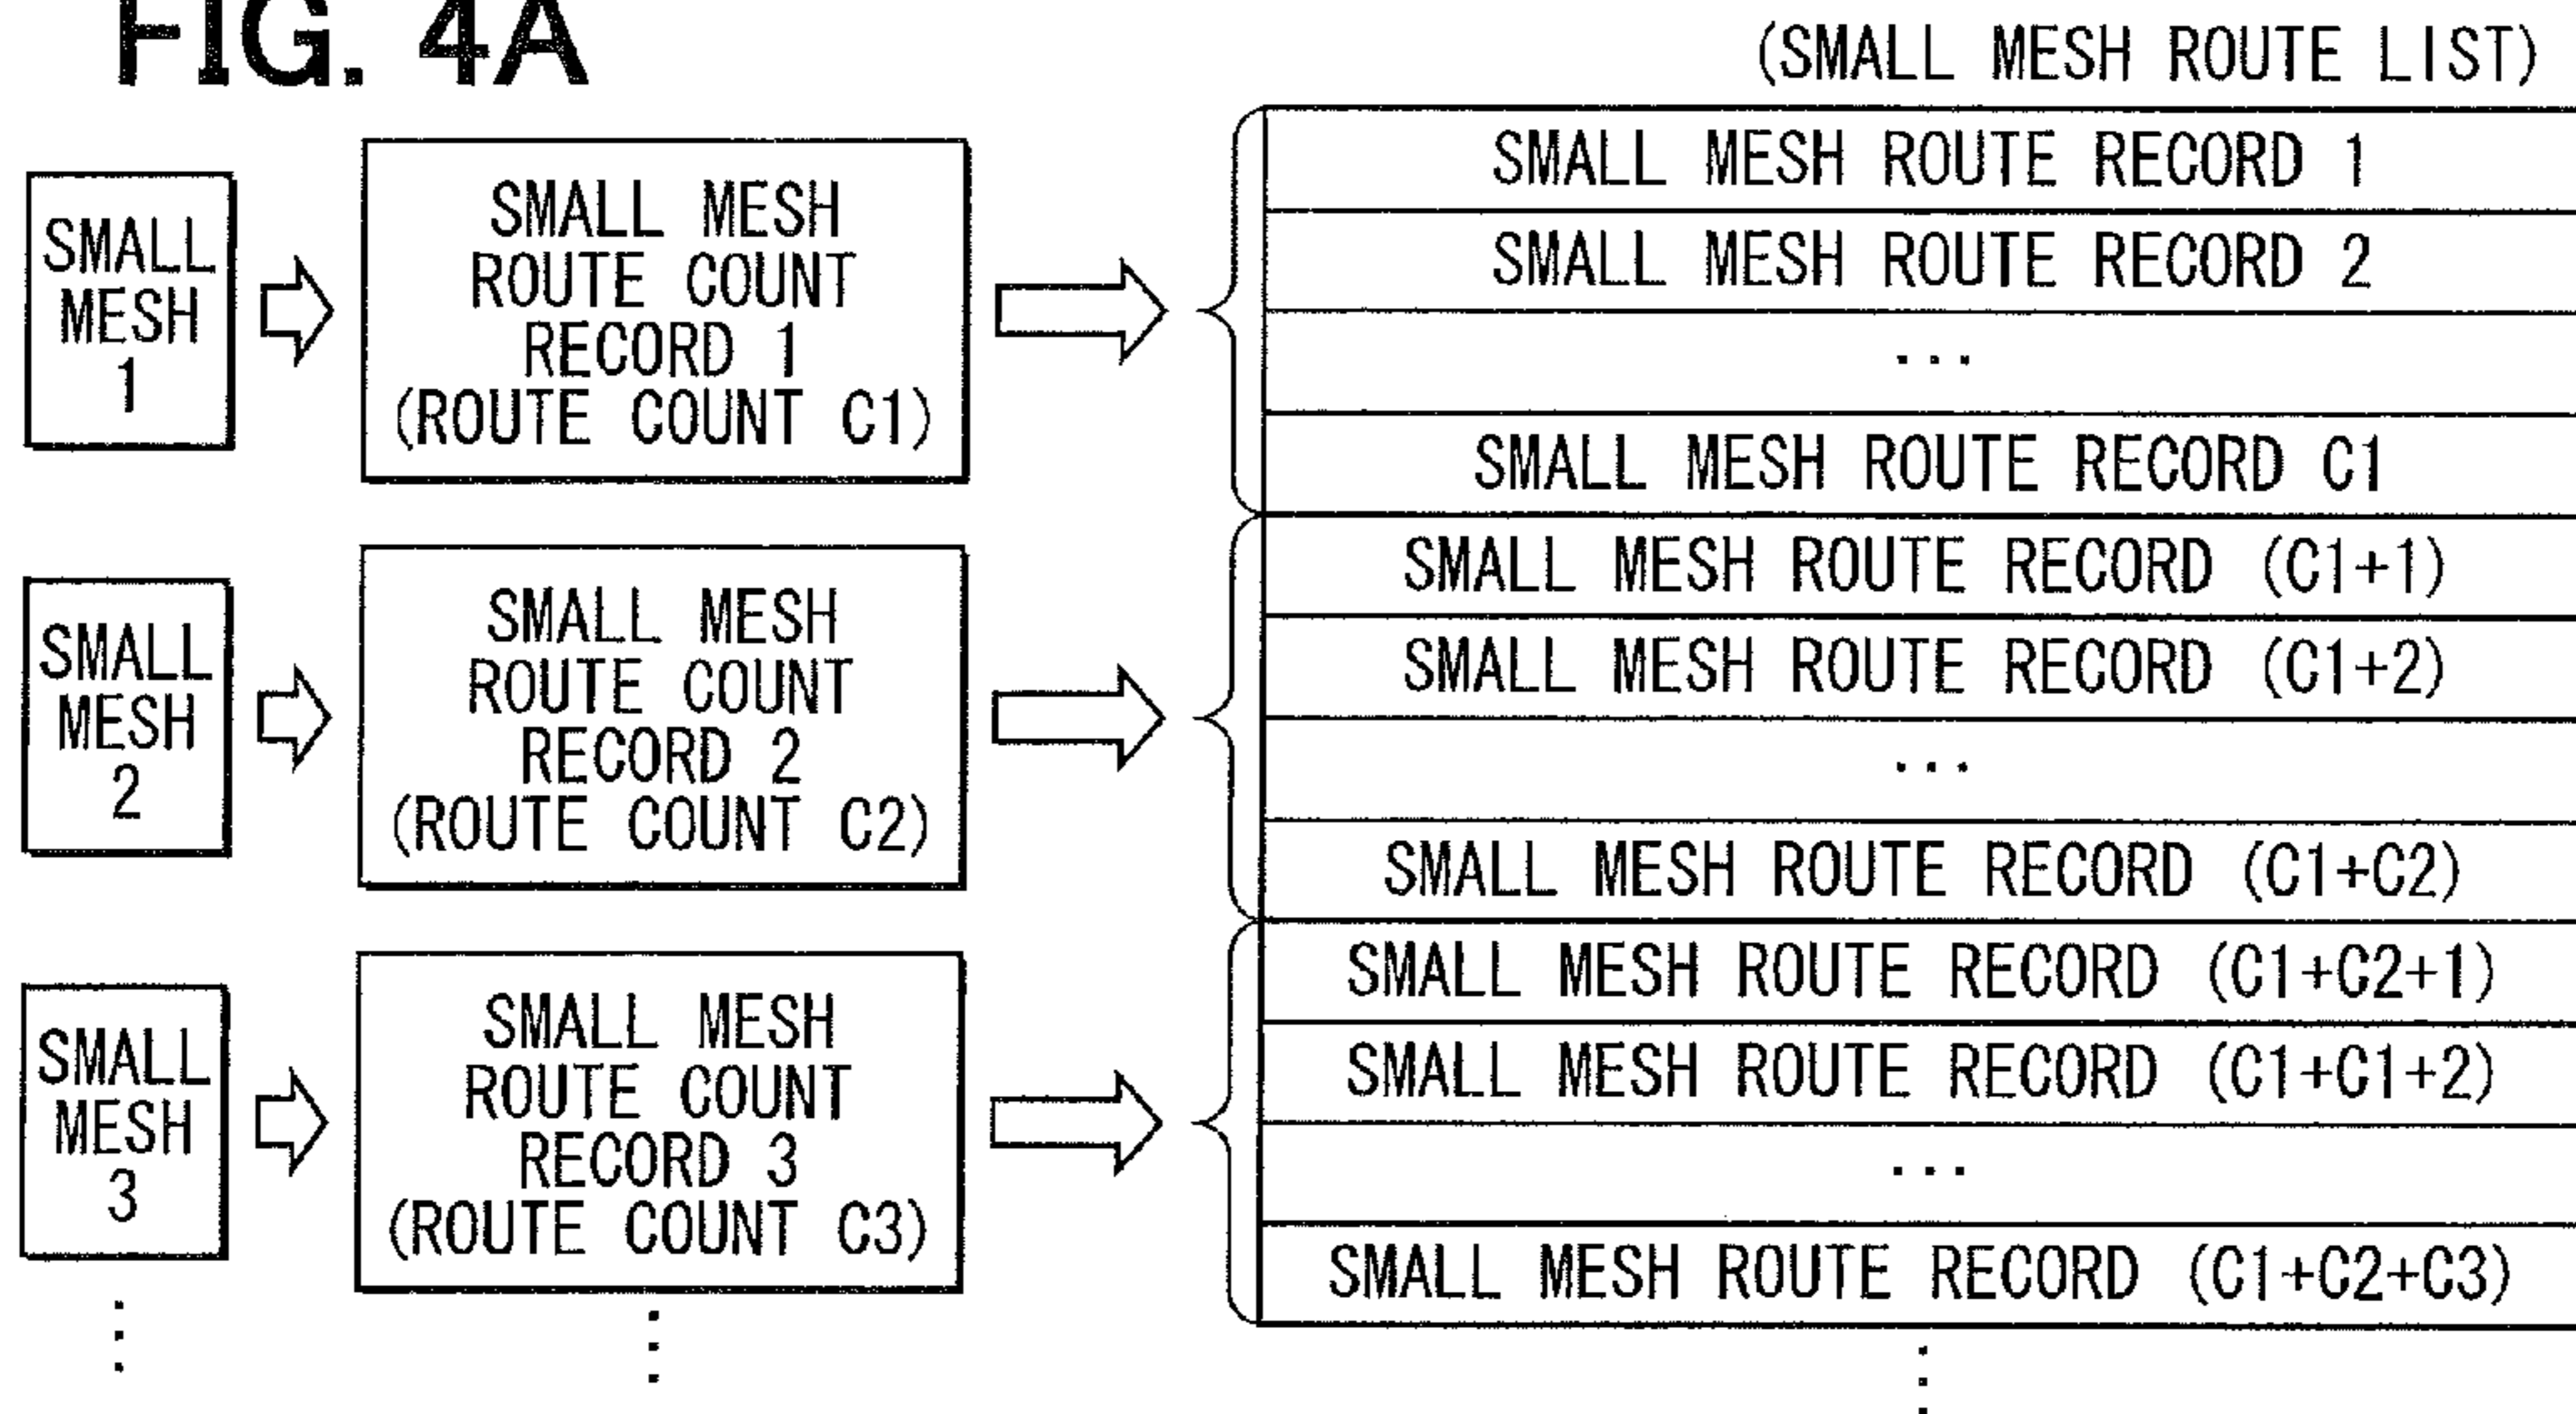 FIG. 4A
(SMALL MESH ROUTE LIST)
SMALL
MESH
1
SMALL MESH
ROUTE COUNT
RECORD 1
(ROUTE COUNT C1)
SMALL MESH ROUTE RECORD 1
SMALL MESH ROUTE RECORD 2
...
SMALL MESH ROUTE RECORD C1
SMALL
MESH
2
SMALL MESH
ROUTE COUNT
RECORD 2
(ROUTE COUNT C2)
SMALL MESH ROUTE RECORD (C1+1)
SMALL MESH ROUTE RECORD (C1+2)
...
SMALL MESH ROUTE RECORD (C1+C2)
SMALL
MESH
3
SMALL MESH
ROUTE COUNT
RECORD 3
(ROUTE COUNT C3)
SMALL MESH ROUTE RECORD (C1+C2+1)
SMALL MESH ROUTE RECORD (C1+C1+2)
...
SMALL MESH ROUTE RECORD (C1+C2+C3)